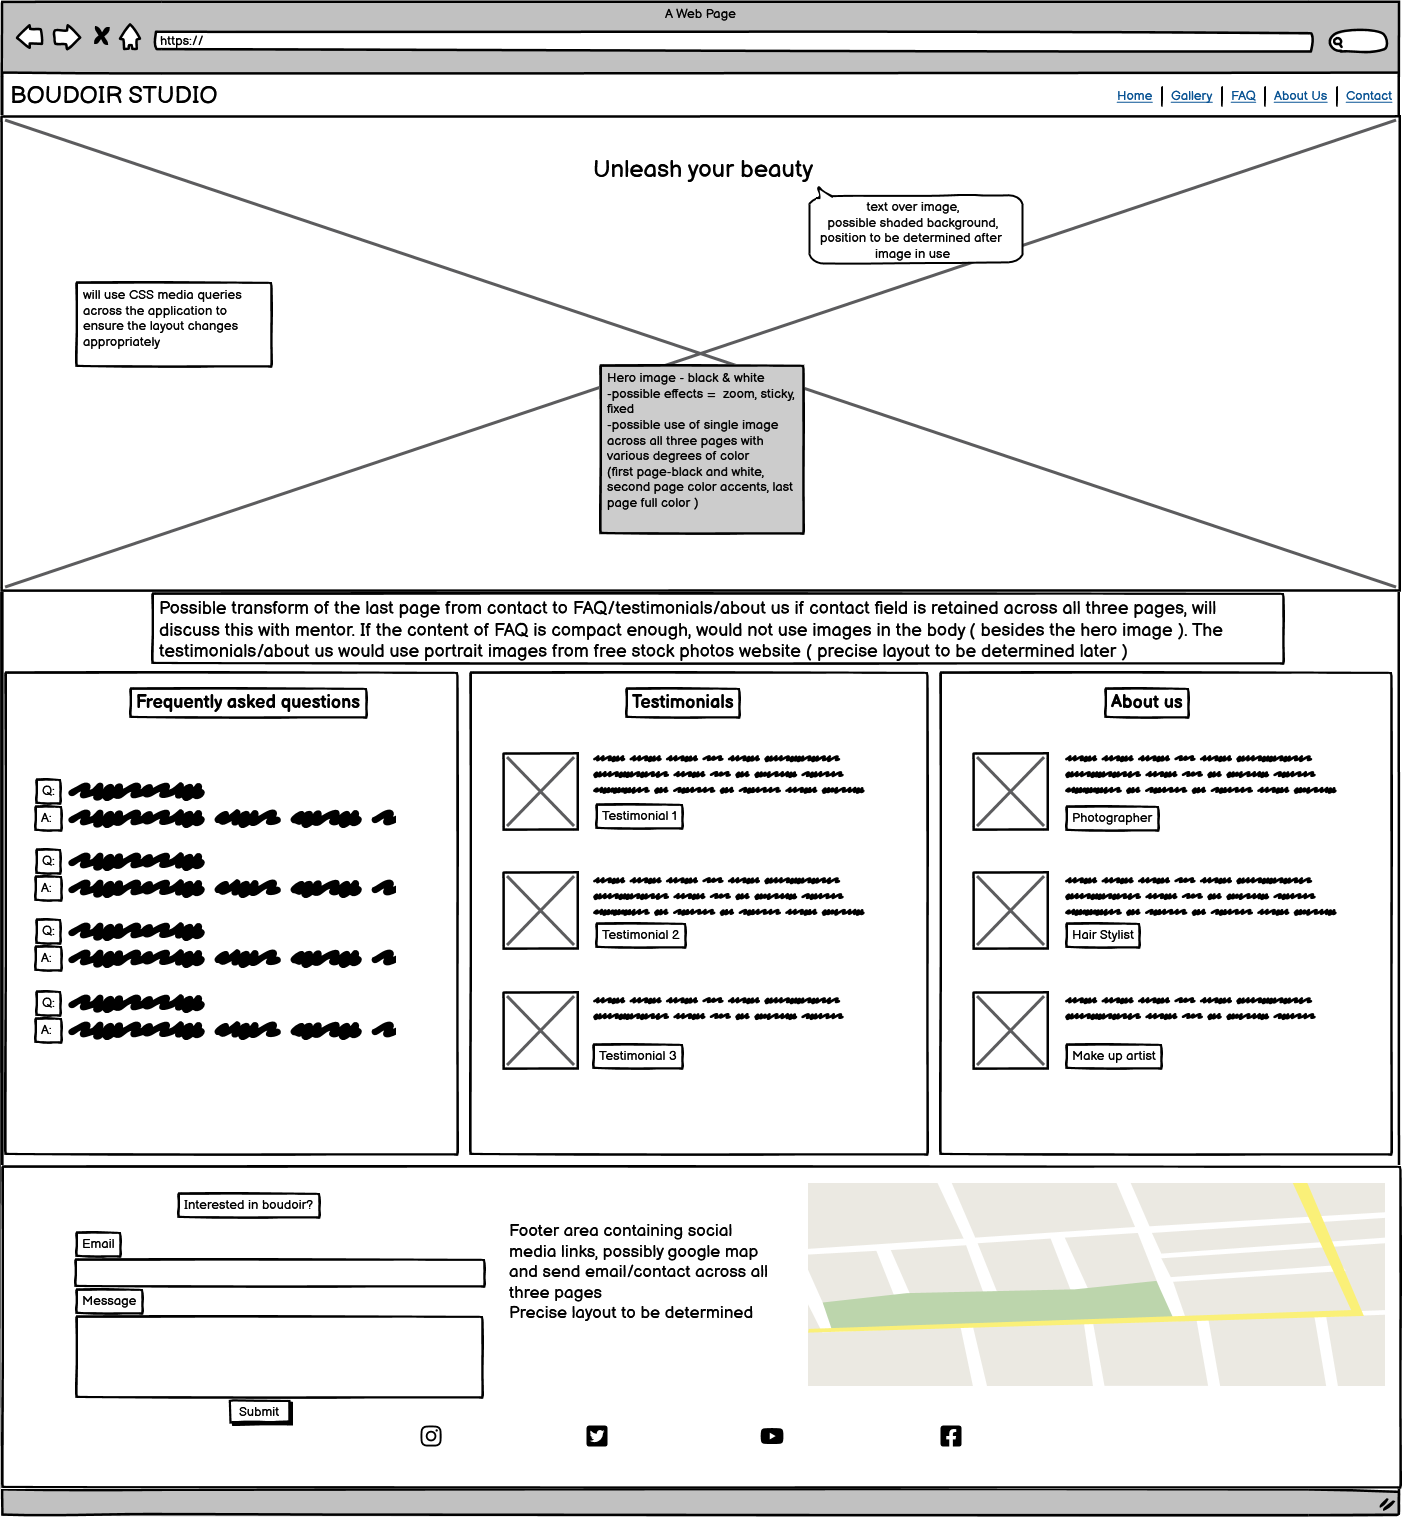 A Web Page
https://
BOUDOIR STUDIO
Home
Gallery
FAQ
About Us
Contact
Unleash your beauty
text over image,
possible shaded background,
position to be determined after
image in use
will use CSS media queries
across the application to
ensure the layout changes
appropriately
Hero image - black & white
-possible effects = zoom, sticky,
fixed
-possible use of single image
across all three pages with
various degrees of color
(first page-black and white,
second page color accents, last
page full color )
Possible transform of the last page from contact to FAQ/testimonials/about us if contact field is retained across all three pages, will
discuss this with mentor. If the content of FAQ is compact enough, would not use images in the body ( besides the hero image ). The
testimonials/about us would use portrait images from free stock photos website ( precise layout to be determined later )
Frequently asked questions
Q:
A:
Q:
A:
Q:
A:
Q:
A:
Testimonials
Testimonial 1
Testimonial 2
Testimonial 3
About us
Photographer
Hair Stylist
Make up artist
Interested in boudoir?
Email
Message
Submit
Footer area containing social
media links, possibly google map
and send email/contact across all
three pages
Precise layout to be determined